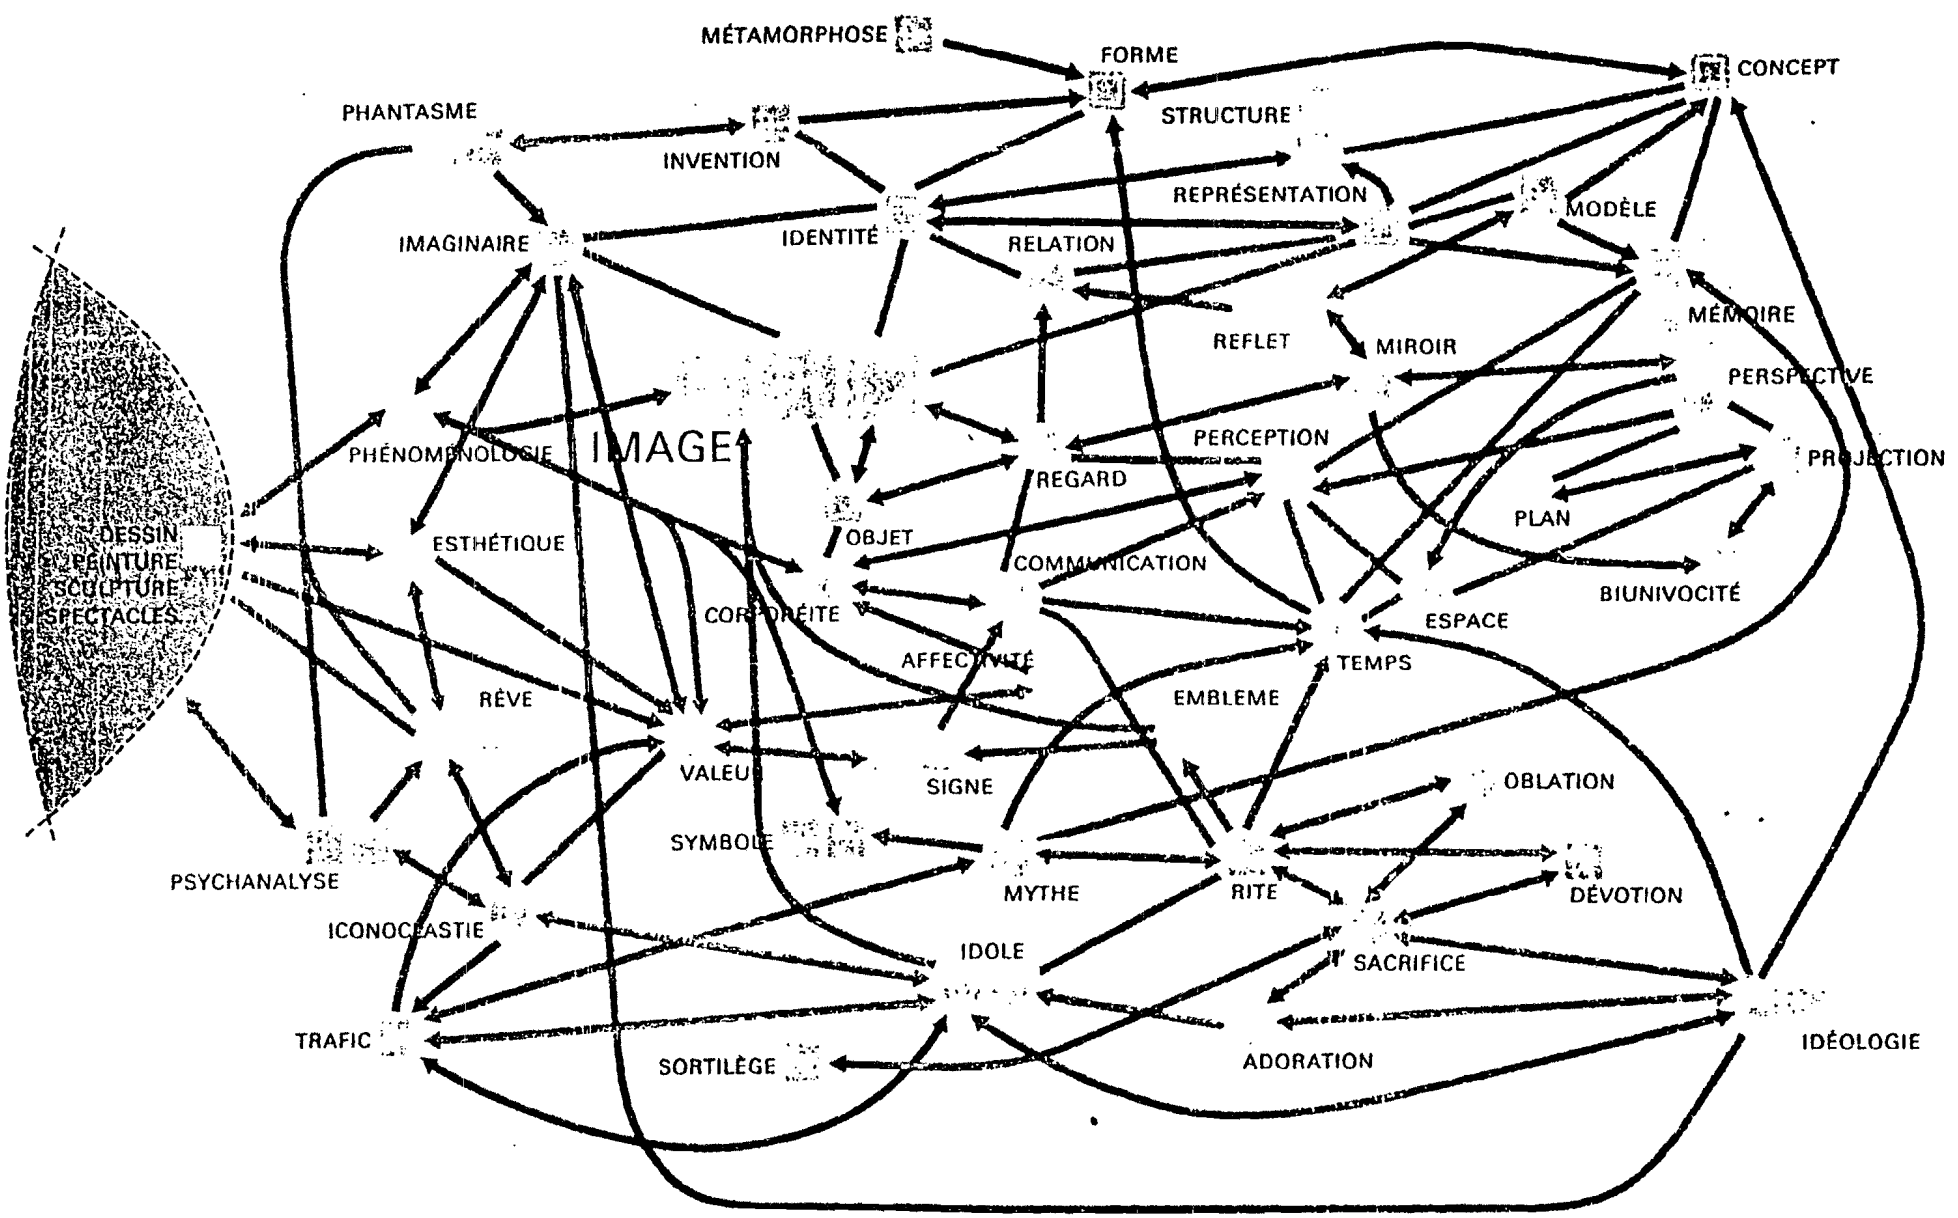 MÉTAMORPHOSE
FORME
CONCEPT
PHANTASME
STRUCTURE
INVENTION
REPRÉSENTATION
MODÈLE
IMAGINAIRE
IDENTITÉ
RELATION
MÉMOIRE
REFLET
MIROIR
PERSPECTIVE
PHÉNOMÉNOLOGIE
IMAGE
PERCEPTION
REGARD
PROJECTION
PLAN
DESSIN
PEINTURE
SCULPTURE
SPECTACLES
ESTHÉTIQUE
OBJET
COMMUNICATION
BIUNIVOCITÉ
CORPORÉITE
ESPACE
AFFECTIVITÉ
TEMPS
RÊVE
EMBLEME
VALEUR
SIGNE
OBLATION
SYMBOLE
PSYCHANALYSE
MYTHE
RITE
DÉVOTION
ICONOCLASTIE
IDOLE
SACRIFICE
TRAFIC
SORTILÈGE
ADORATION
IDÉOLOGIE